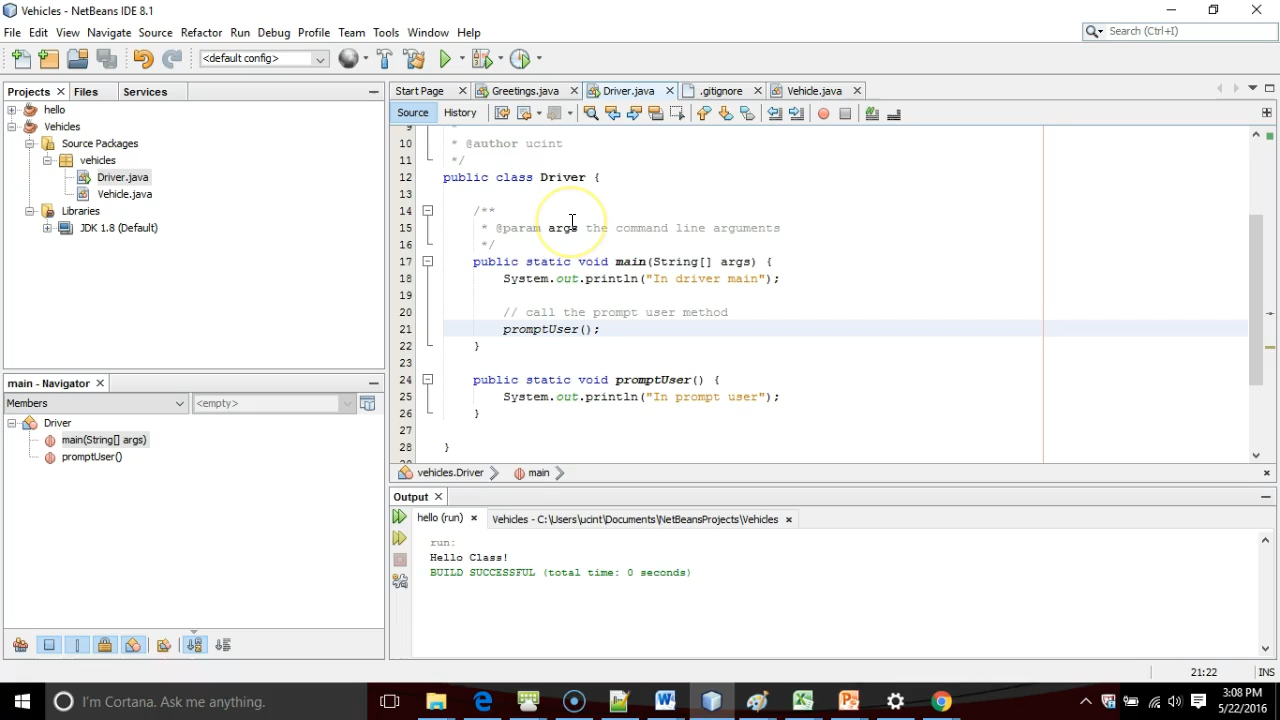 Vehicles - NetBeans IDE 8.1
File Edit View Navigate Source Refactor Run Debug Profile Team Tools Window Help
Search (Ctrl+I)
<default config>
Projects Files Services
hello
Vehicles
Source Packages
vehicles
Driver.java
Vehicle.java
Libraries
JDK 1.8 (Default)
main - Navigator
Members <empty>
Driver
main(String[] args)
promptUser()
Start Page Greetings.java Driver.java .gitignore Vehicle.java
Source History
9 *
10 * @author ucint
11 */
12 public class Driver {
13
14 /**
15 * @param args the command line arguments
16 */
17 public static void main(String[] args) {
18 System.out.println("In driver main");
19
20 // call the prompt user method
21 promptUser();
22 }
23
24 public static void promptUser() {
25 System.out.println("In prompt user");
26 }
27
28 }
vehicles.Driver main
Output
hello (run) Vehicles - C:\Users\ucint\Documents\NetBeansProjects\Vehicles
run:
Hello Class!
BUILD SUCCESSFUL (total time: 0 seconds)
21:22 INS
I'm Cortana. Ask me anything.
3:08 PM
5/22/2016